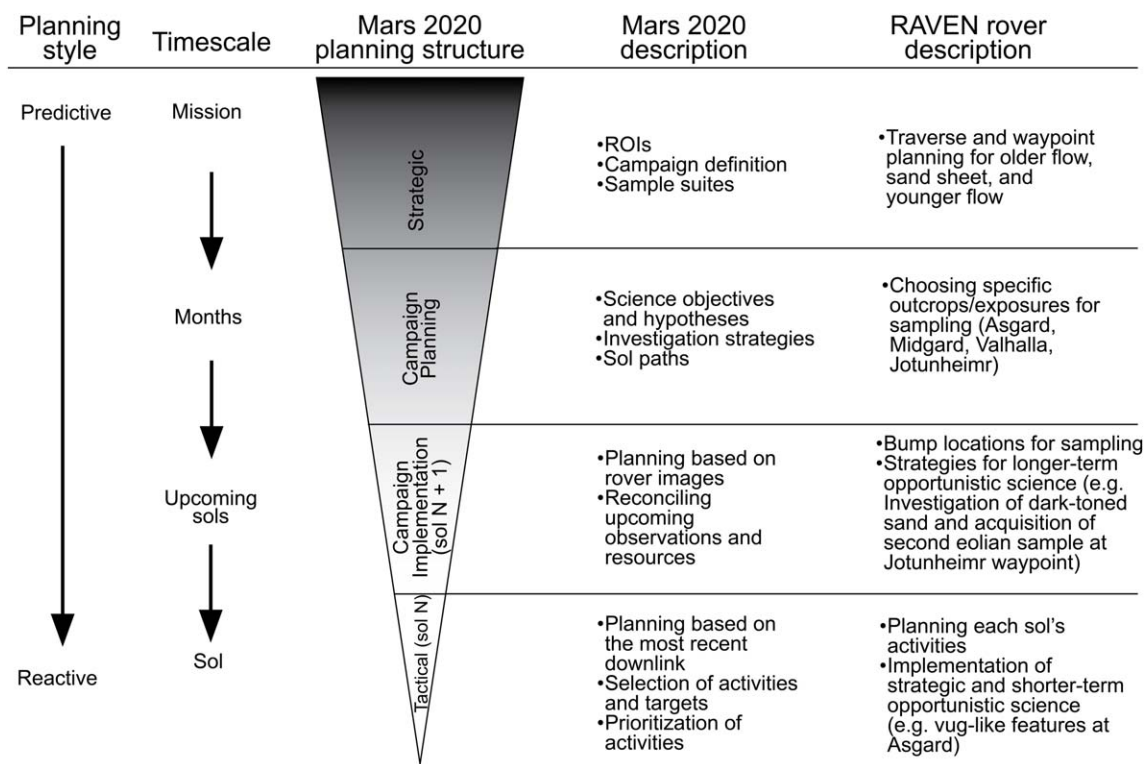 Planning
style
Timescale
Mars 2020
planning structure
Mars 2020
description
RAVEN rover
description
Predictive
Mission
Strategic
•ROIs
•Campaign definition
•Sample suites
•Traverse and waypoint
planning for older flow,
sand sheet, and
younger flow
Months
Campaign
Planning
•Science objectives
and hypotheses
•Investigation strategies
•Sol paths
•Choosing specific
outcrops/exposures for
sampling (Asgard,
Midgard, Valhalla,
Jotunheimr)
Upcoming
sols
Campaign
Implementation
(sol N + 1)
•Planning based on
rover images
•Reconciling
upcoming
observations and
resources
•Bump locations for sampling
•Strategies for longer-term
opportunistic science (e.g.
Investigation of dark-toned
sand and acquisition of
second eolian sample at
Jotunheimr waypoint)
Reactive
Sol
Tactical (sol N)
•Planning based on
the most recent
downlink
•Selection of activities
and targets
•Prioritization of
activities
•Planning each sol's
activities
•Implementation of
strategic and shorter-term
opportunistic science
(e.g. vug-like features at
Asgard)